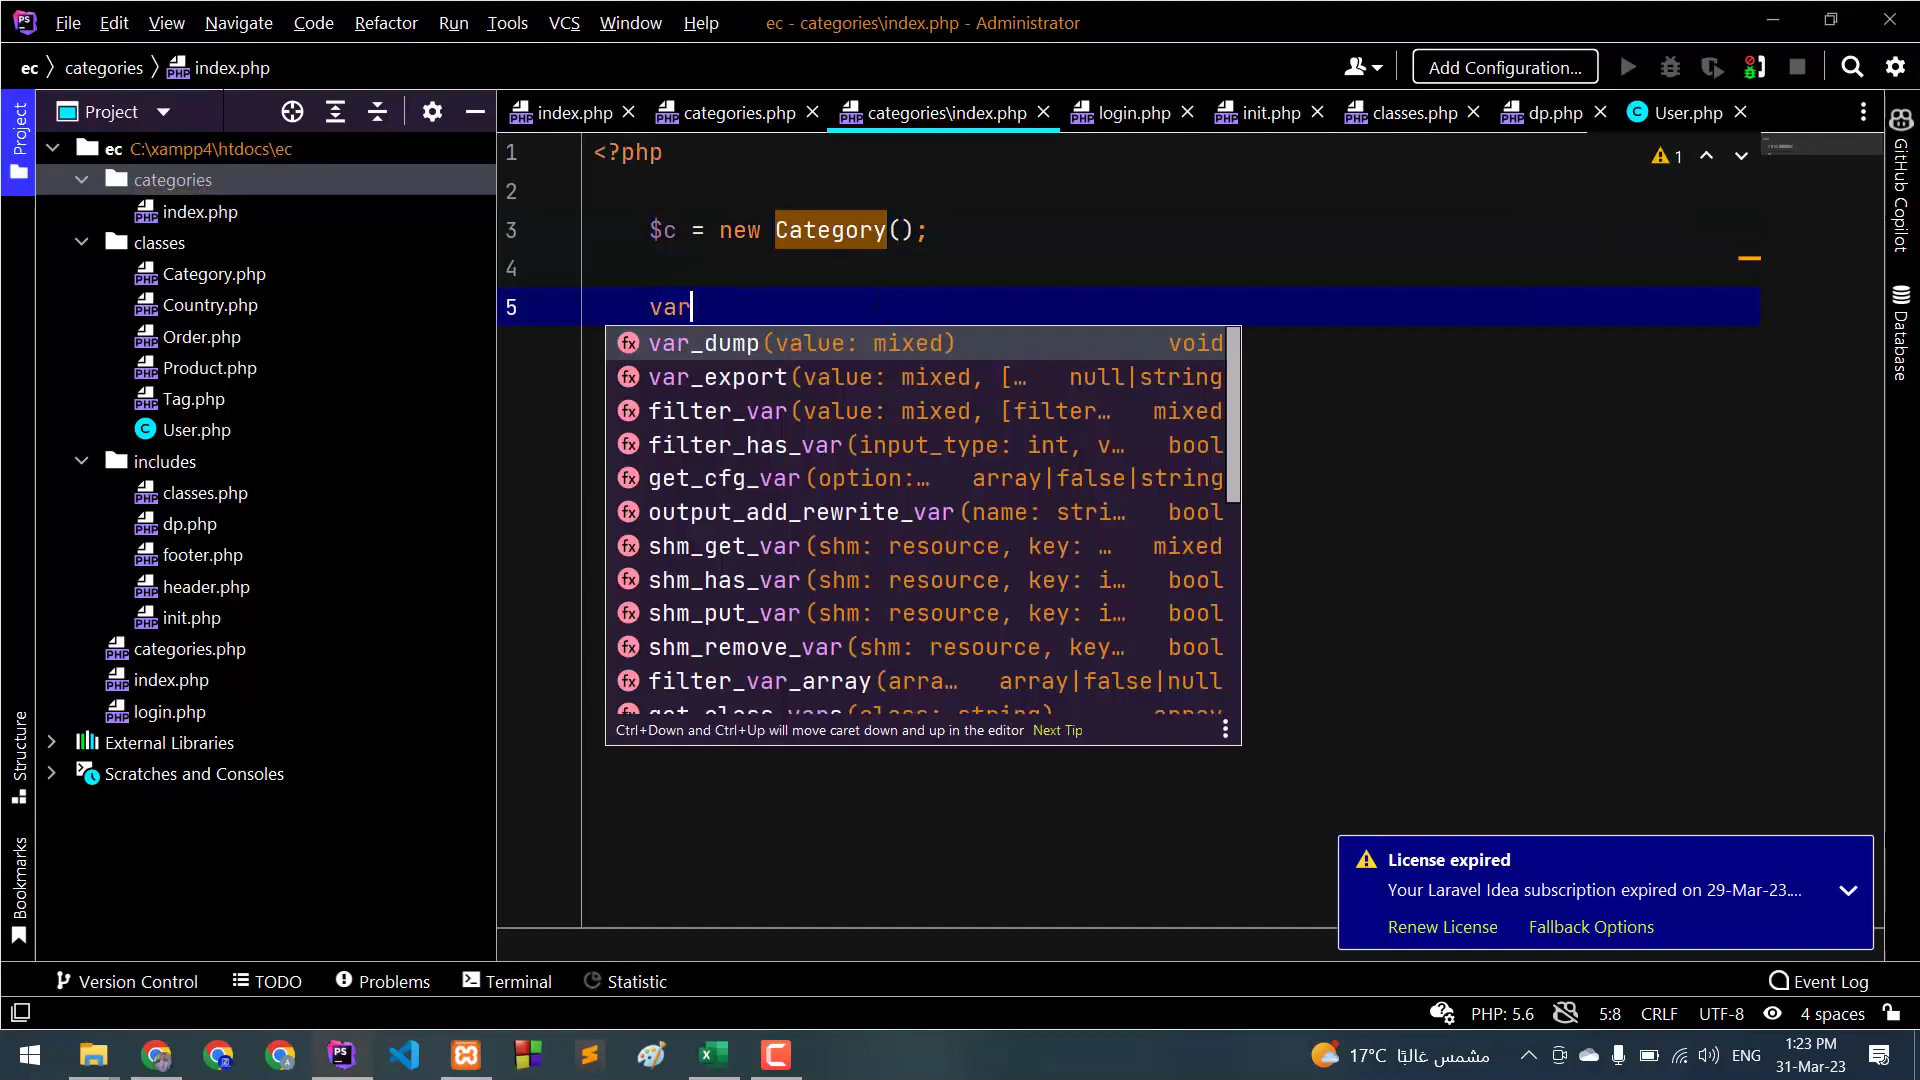 File Edit View Navigate Code Refactor Run Tools VCS Window Help ec - categories\index.php - Administrator
ec categories index.php Add Configuration...
Project index.php categories.php categories\index.php login.php init.php classes.php dp.php User.php
ec C:\xampp4\htdocs\ec
categories
index.php
classes
Category.php
Country.php
Order.php
Product.php
Tag.php
User.php
includes
classes.php
dp.php
footer.php
header.php
init.php
categories.php
index.php
login.php
External Libraries
Scratches and Consoles
Project
Structure
Bookmarks
1 <?php
1
2
3 $c = new Category();
4
5 var
var_dump(value: mixed) void
var_export(value: mixed, [… null|string
filter_var(value: mixed, [filter… mixed
filter_has_var(input_type: int, v… bool
get_cfg_var(option:… array|false|string
output_add_rewrite_var(name: stri… bool
shm_get_var(shm: resource, key: … mixed
shm_has_var(shm: resource, key: i… bool
shm_put_var(shm: resource, key: i… bool
shm_remove_var(shm: resource, key… bool
filter_var_array(arra… array|false|null
get_class_vars(class: string) array
Ctrl+Down and Ctrl+Up will move caret down and up in the editor Next Tip
GitHub Copilot
Database
License expired
Your Laravel Idea subscription expired on 29-Mar-23....
Renew License Fallback Options
Version Control TODO Problems Terminal Statistic Event Log
PHP: 5.6 5:8 CRLF UTF-8 4 spaces
17°C مشمس غالبًا ENG 1:23 PM
31-Mar-23